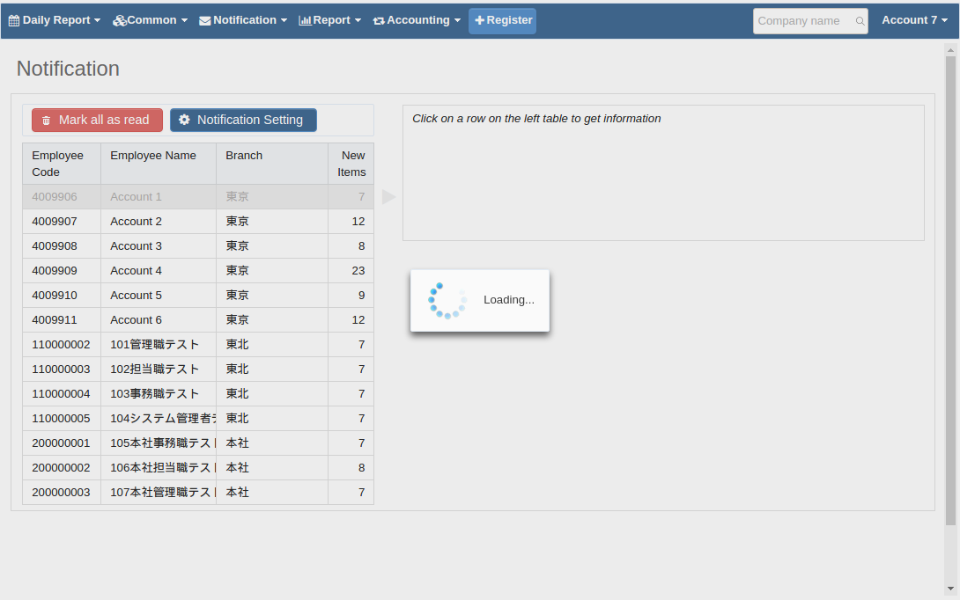 Daily Report Common Notification Report Accounting Register Company name Account 7
Notification
Mark all as read Notification Setting
Click on a row on the left table to get information
Employee Code Employee Name Branch New Items
4009906 Account 1 東京 7
4009907 Account 2 東京 12
4009908 Account 3 東京 8
4009909 Account 4 東京 23
4009910 Account 5 東京 9
4009911 Account 6 東京 12
110000002 101管理職テスト 東北 7
110000003 102担当職テスト 東北 7
110000004 103事務職テスト 東北 7
110000005 104システム管理者テ 東北 7
200000001 105本社事務職テスト 本社 7
200000002 106本社担当職テスト 本社 8
200000003 107本社管理職テスト 本社 7
Loading...